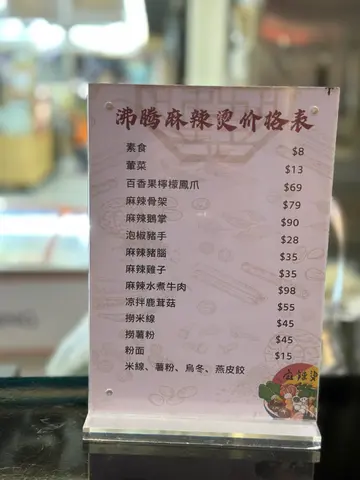 沸腾麻辣烫价格表
素食 $8
葷菜 $13
百香果檸檬鳳爪 $69
麻辣骨架 $79
麻辣鵝掌 $90
泡椒豬手 $28
麻辣豬腦 $35
麻辣雞子 $35
麻辣水煮牛肉 $98
凉拌鹿茸菇 $55
撈米線 $45
撈薯粉 $45
粉面 $15
米線、薯粉、烏冬、燕皮餃